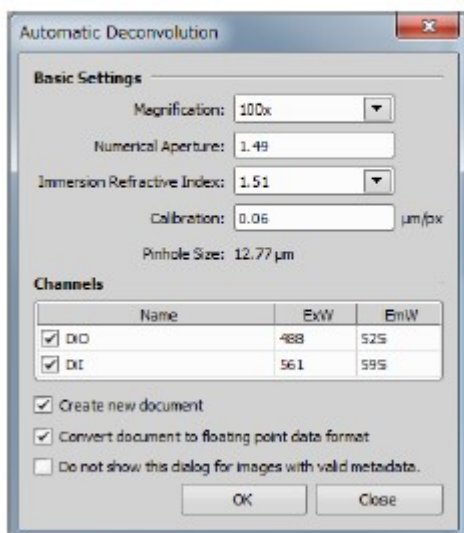 Automatic Deconvolution
Basic Settings
Magnification: 100x
Numerical Aperture: 1.49
Immersion Refractive Index: 1.51
Calibration: 0.06 µm/px
Pinhole Size: 12.77 µm
Channels
Name ExW EmW
DiO 488 525
DiI 561 595
Create new document
Convert document to floating point data format
Do not show this dialog for images with valid metadata.
OK Close